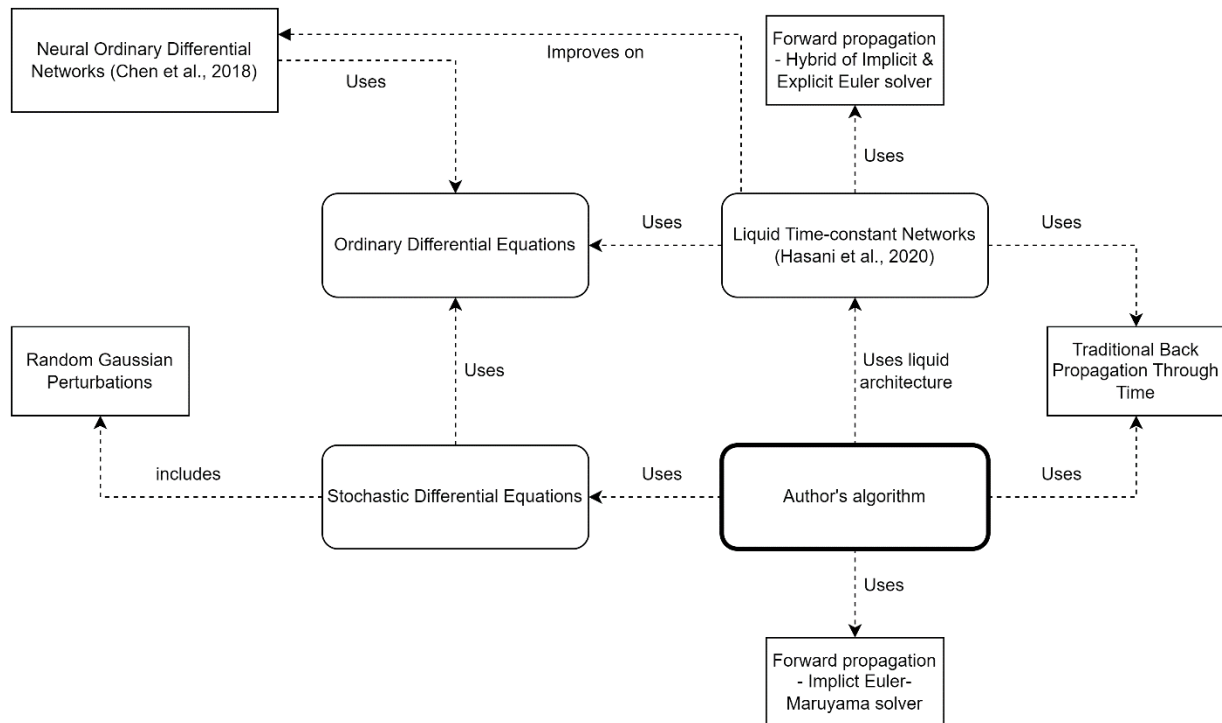 Neural Ordinary Differential
Networks (Chen et al., 2018)
Improves on
Forward propagation
- Hybrid of Implicit &
Explicit Euler solver
Uses
Uses
Ordinary Differential Equations
Uses
Liquid Time-constant Networks
(Hasani et al., 2020)
Uses
Random Gaussian
Perturbations
Uses
Uses liquid
architecture
Traditional Back
Propagation Through
Time
includes
Stochastic Differential Equations
Uses
Author's algorithm
Uses
Uses
Forward propagation
- Implict Euler-
Maruyama solver